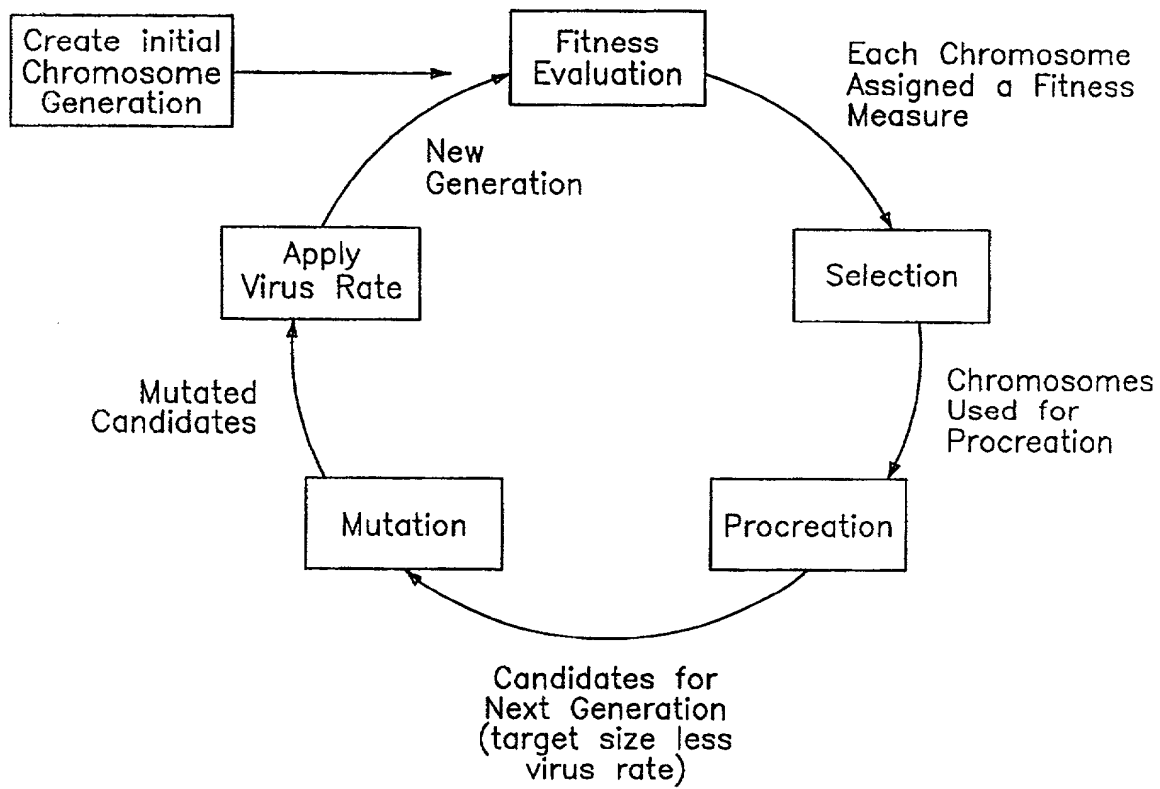 Create initial
Chromosome
Generation
Fitness
Evaluation
Each Chromosome
Assigned a Fitness
Measure
New
Generation
Apply
Virus Rate
Selection
Mutated
Candidates
Chromosomes
Used for
Procreation
Mutation
Procreation
Candidates for
Next Generation
(target size less
virus rate)